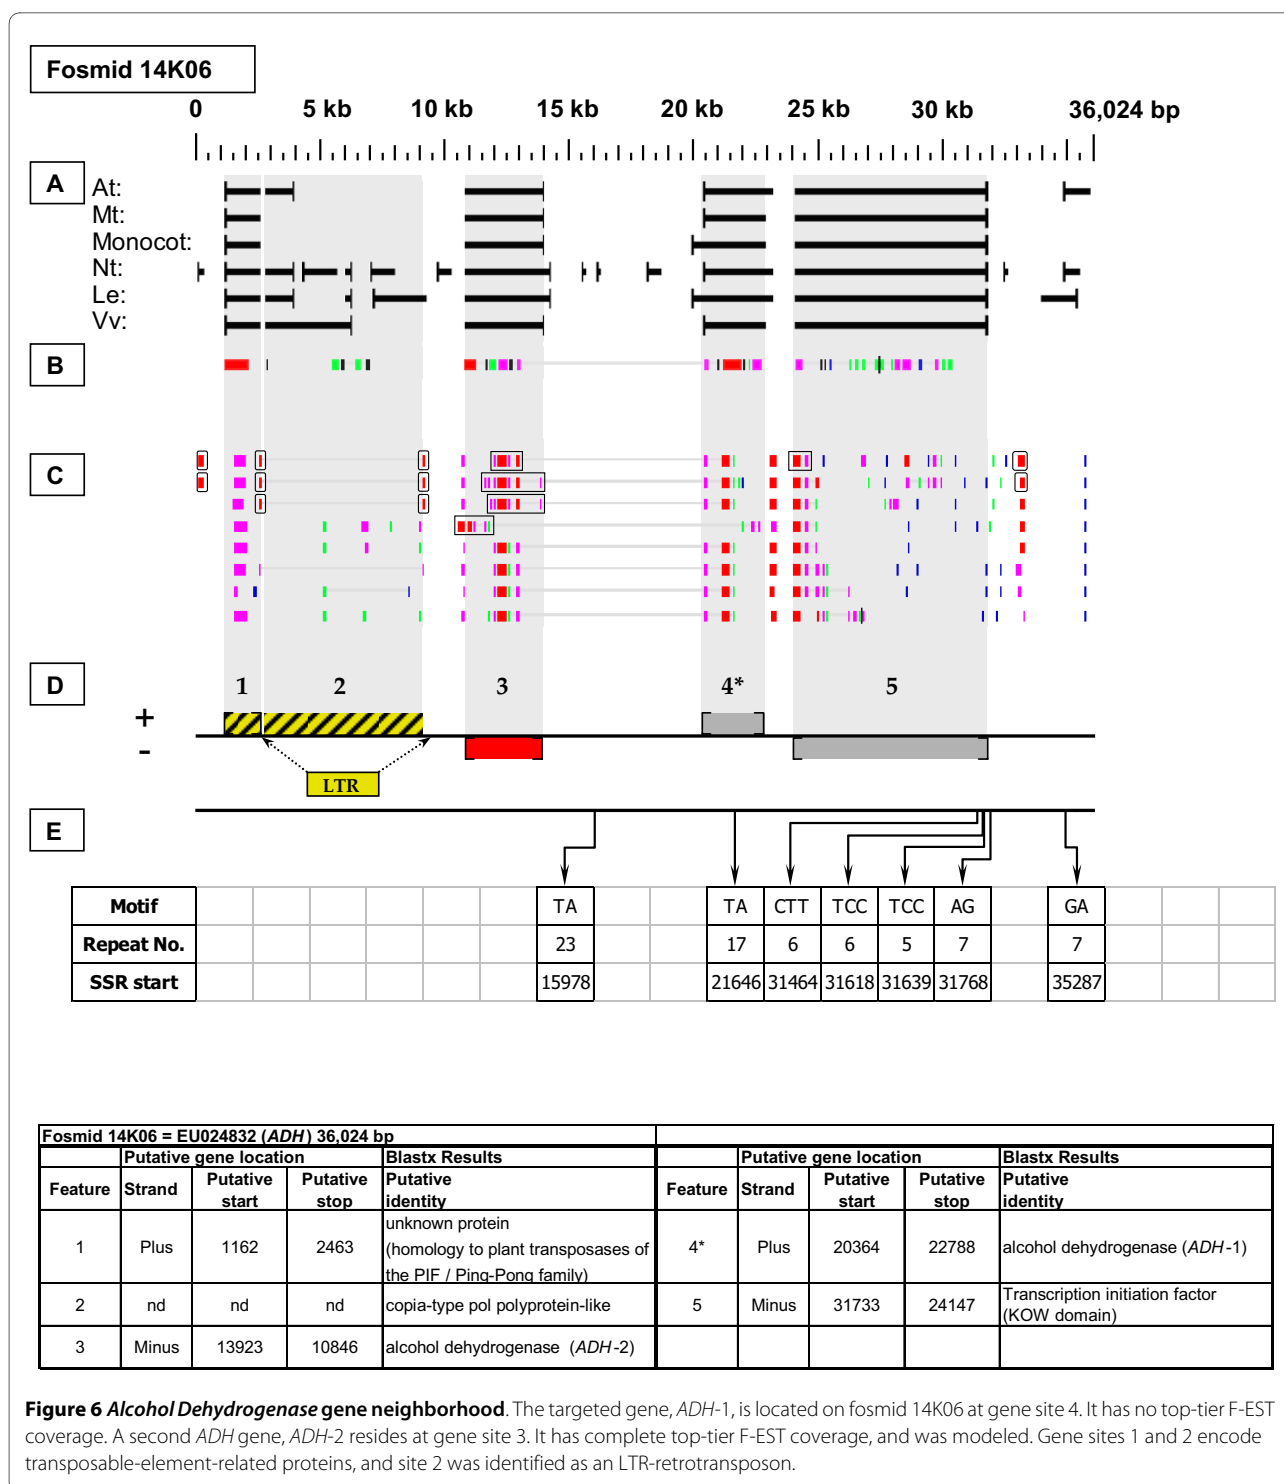 Fosmid 14K06
0 5 kb 10 kb 15 kb 20 kb 25 kb 30 kb 36,024 bp
A
At:
Mt:
Monocot:
Nt:
Le:
Vv:
B
C
D
1 2 3 4* 5
+
-
LTR
E
Motif TA TA CTT TCC TCC AG GA
Repeat No. 23 17 6 6 5 7 7
SSR start 15978 21646 31464 31618 31639 31768 35287
Fosmid 14K06 = EU024832 (ADH) 36,024 bp
Putative gene location Blastx Results Putative gene location Blastx Results
Feature Strand Putative start Putative stop Putative identity Feature Strand Putative start Putative stop Putative identity
1 Plus 1162 2463 unknown protein (homology to plant transposases of the PIF / Ping-Pong family) 4* Plus 20364 22788 alcohol dehydrogenase (ADH-1)
2 nd nd nd copia-type pol polyprotein-like 5 Minus 31733 24147 Transcription initiation factor (KOW domain)
3 Minus 13923 10846 alcohol dehydrogenase (ADH-2)
Figure 6 Alcohol Dehydrogenase gene neighborhood. The targeted gene, ADH-1, is located on fosmid 14K06 at gene site 4. It has no top-tier F-EST
coverage. A second ADH gene, ADH-2 resides at gene site 3. It has complete top-tier F-EST coverage, and was modeled. Gene sites 1 and 2 encode
transposable-element-related proteins, and site 2 was identified as an LTR-retrotransposon.